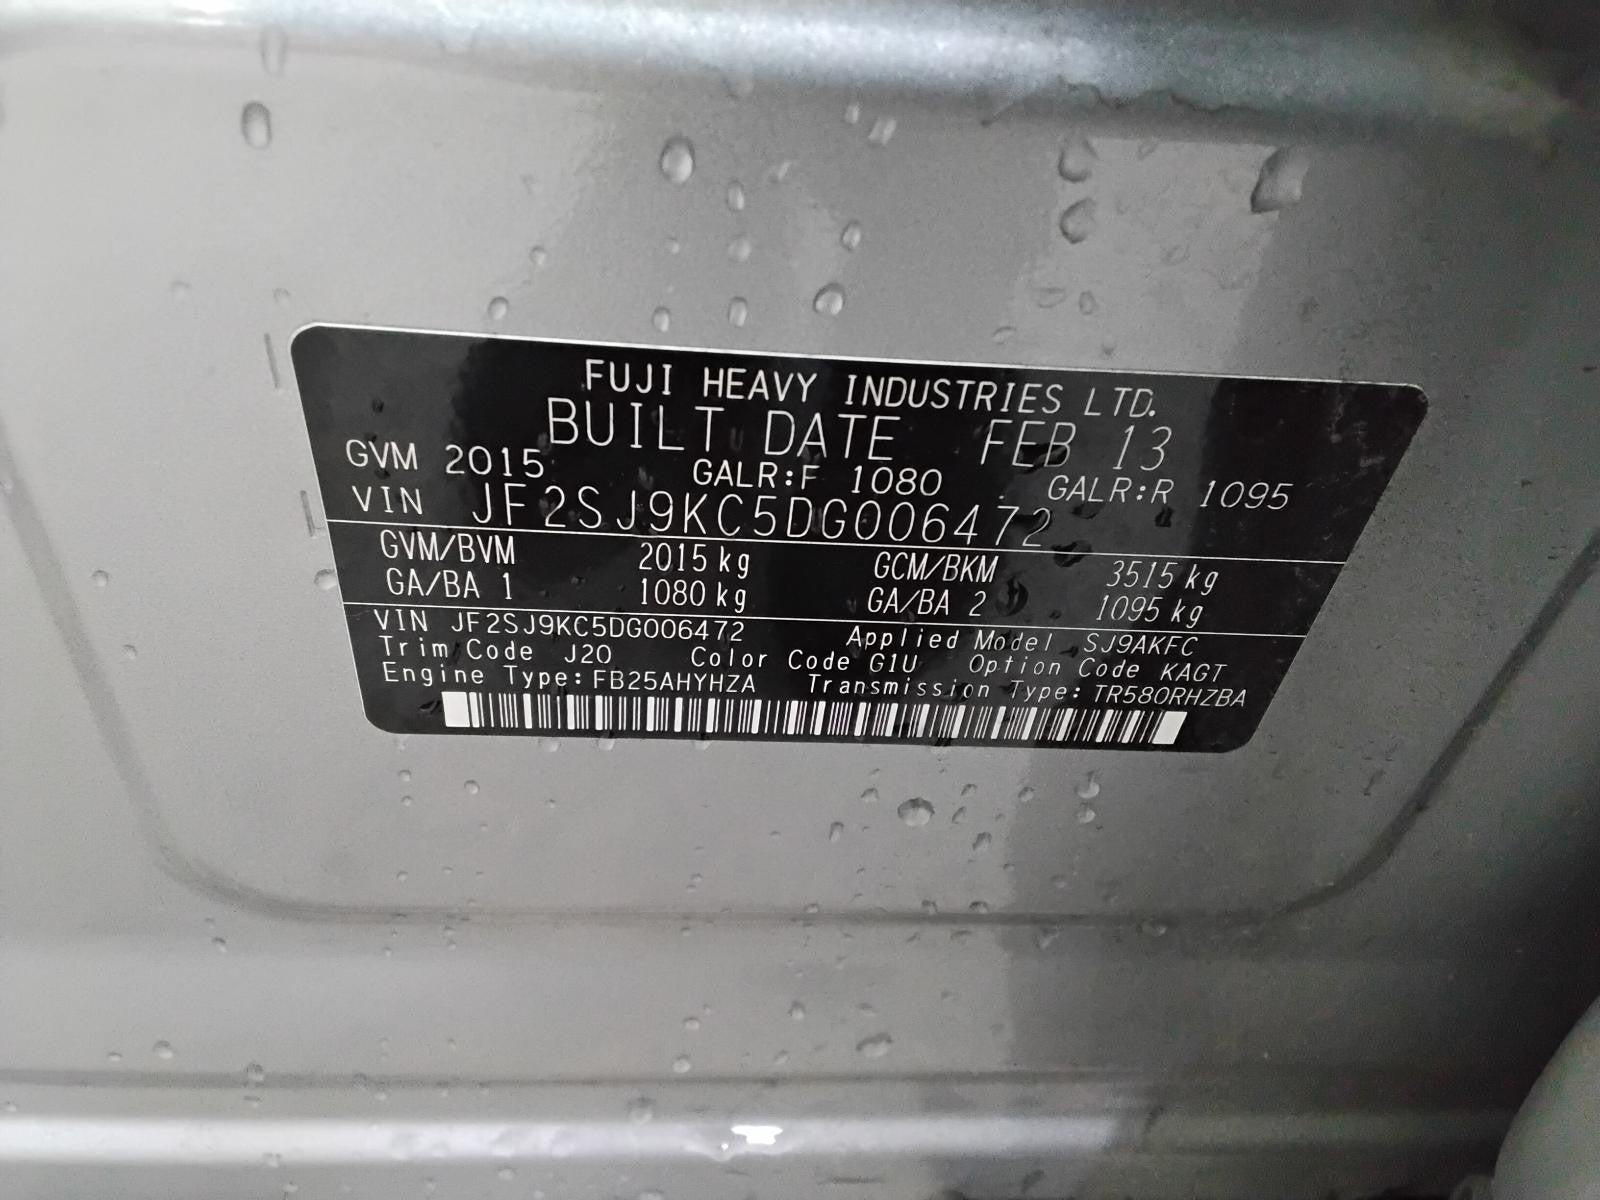 FUJI HEAVY INDUSTRIES LTD.
BUILT DATE FEB 13
GVM 2015 GALR:F 1080 GALR:R 1095
VIN JF2SJ9KC5DG006472
GVM/BVM 2015 kg GCM/BKM 3515 kg
GA/BA 1 1080 kg GA/BA 2 1095 kg
VIN JF2SJ9KC5DG006472 Applied Model SJ9AKFC
Trim Code J20 Color Code G1U Option Code KAGT
Engine Type:FB25AHYHZA Transmission Type:TR580RHZBA